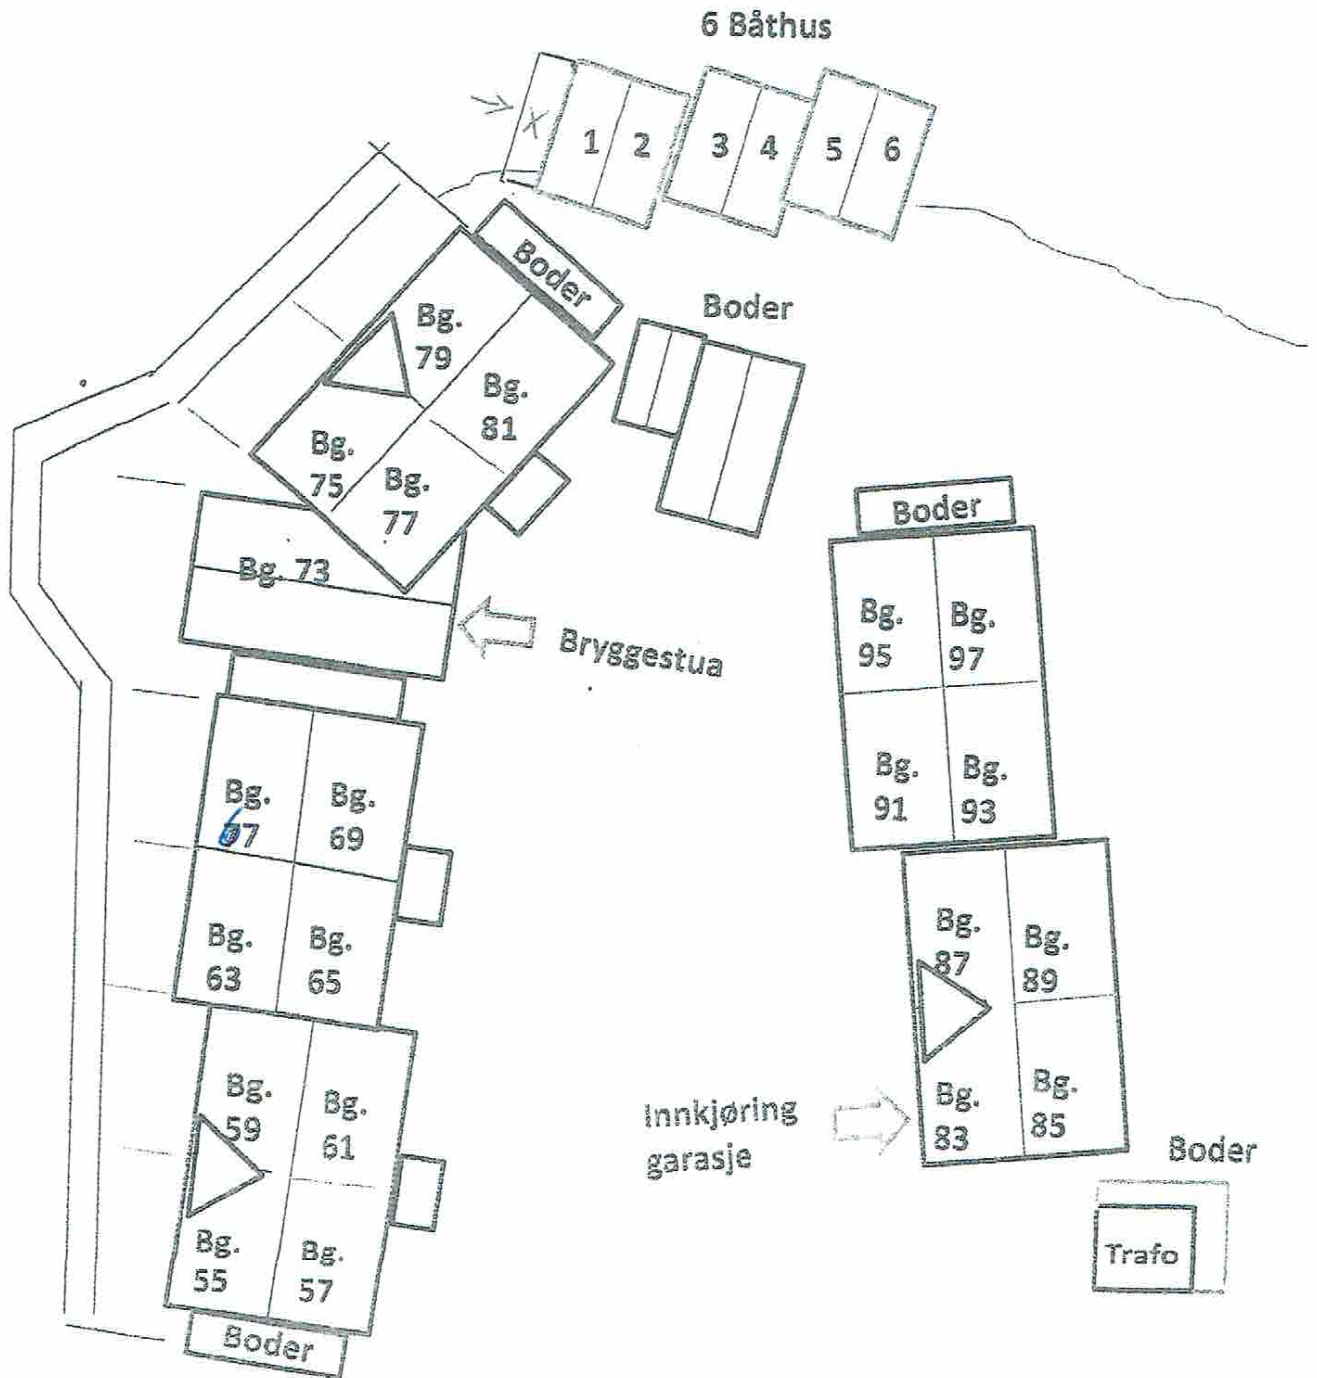 6 Båthus
X
1
2
3
4
5
6
Boder
Boder
Bg.
79
Bg.
81
Bg.
75
Bg.
77
Bg. 73
Bryggestua
Boder
Bg.
95
Bg.
97
Bg.
91
Bg.
93
Bg.
67
Bg.
69
Bg.
63
Bg.
65
Bg.
87
Bg.
89
Bg.
83
Bg.
85
Innkjøring
garasje
Bg.
59
Bg.
61
Bg.
55
Bg.
57
Boder
Boder
Trafo